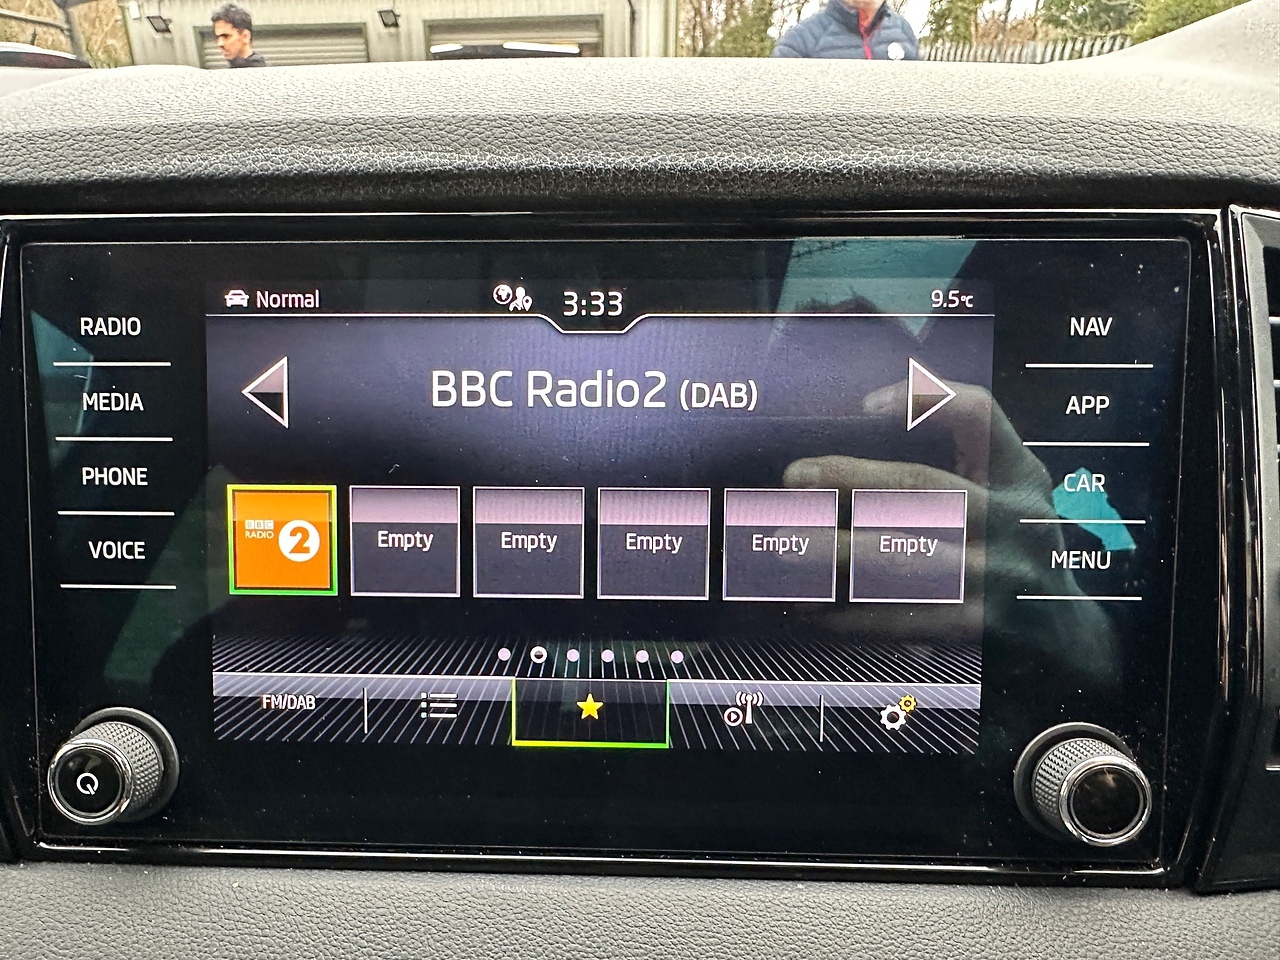 Normal
3:33
9.5°C
RADIO
MEDIA
PHONE
VOICE
BBC Radio2 (DAB)
NAV
APP
CAR
MENU
BBC
RADIO
2
Empty
Empty
Empty
Empty
Empty
FM/DAB